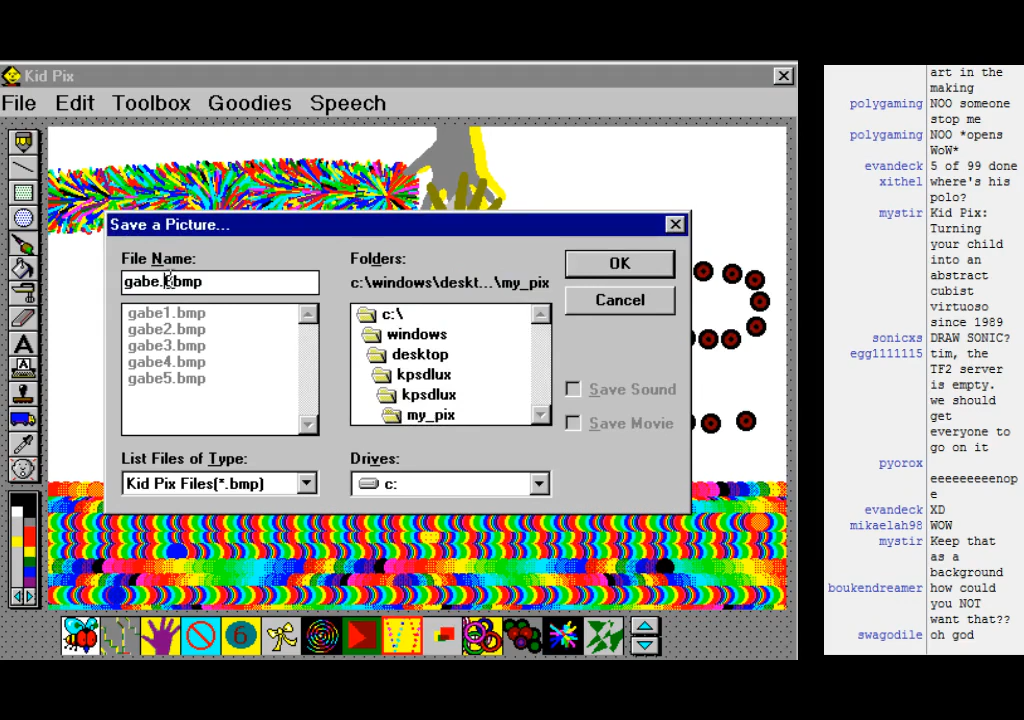 Kid Pix
File Edit Toolbox Goodies Speech
Save a Picture...
File Name:
gabe.bmp
gabe1.bmp
gabe2.bmp
gabe3.bmp
gabe4.bmp
gabe5.bmp
List Files of Type:
Kid Pix Files(*.bmp)
Folders:
c:\windows\deskt...\my_pix
c:\
windows
desktop
kpsdlux
kpsdlux
my_pix
Drives:
c:
OK
Cancel
Save Sound
Save Movie
6
art in the
making
polygaming NOO someone
stop me
polygaming NOO *opens
WoW*
evandeck 5 of 99 done
xithel where's his
polo?
mystir Kid Pix:
Turning
your child
into an
abstract
cubist
virtuoso
since 1989
sonicxs DRAW SONIC?
egg1111115 tim, the
TF2 server
is empty.
we should
get
everyone to
go on it
pyorox
eeeeeeeeenop
e
evandeck XD
mikaelah98 WOW
mystir Keep that
as a
background
boukendreamer how could
you NOT
want that??
swagodile oh god